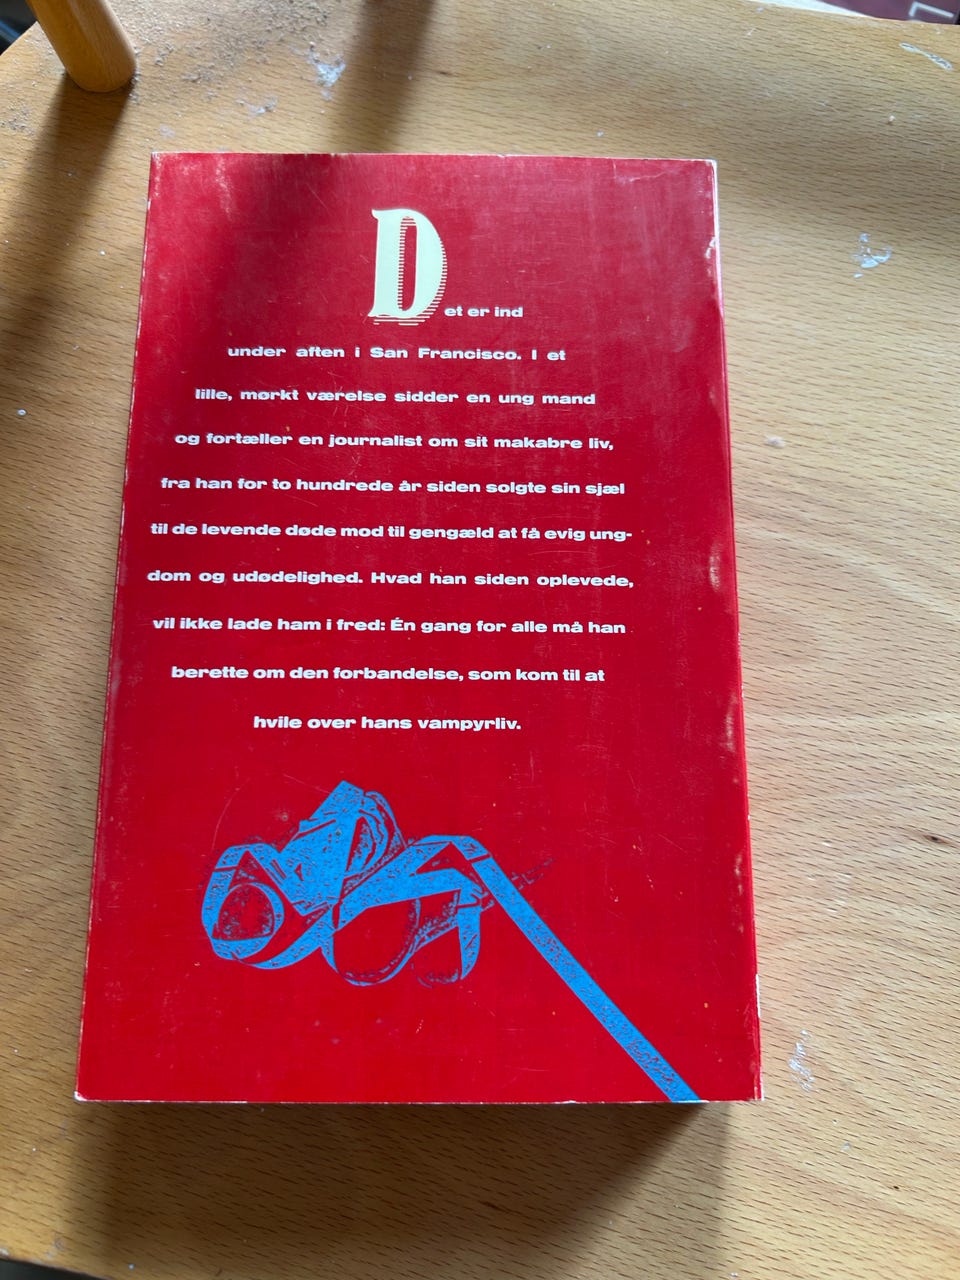 Det er ind
under aften i San Francisco. I et
lille, mørkt værelse sidder en ung mand
og fortæller en journalist om sit makabre liv,
fra han for to hundrede år siden solgte sin sjæl
til de levende døde mod til gengæld at få evig ung-
dom og udødelighed. Hvad han siden oplevede,
vil ikke lade ham i fred: Én gang for alle må han
berette om den forbandelse, som kom til at
hvile over hans vampyrliv.